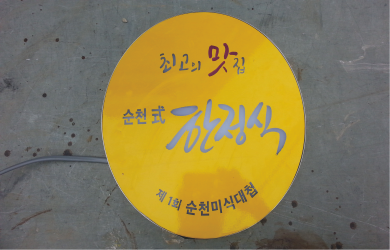 최고의 맛집
순천 式 한정식
제 1회 순천미식대첩